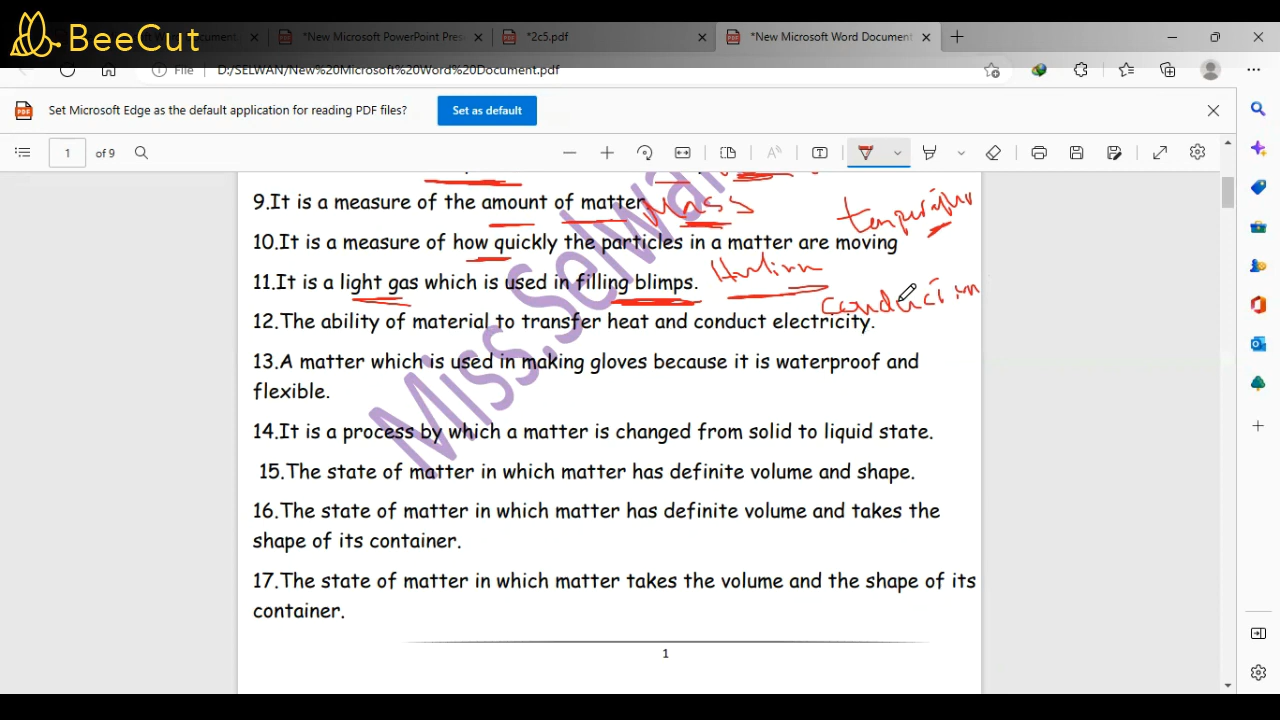 BeeCut
*New Microsoft PowerPoint Pres
*2c5.pdf
*New Microsoft Word Document
File
D:/SELWAN/New%20Microsoft%20Word%20Document.pdf
Set Microsoft Edge as the default application for reading PDF files?
Set as default
1
of 9
9.It is a measure of the amount of matter Mass
temperature
10.It is a measure of how quickly the particles in a matter are moving
11.It is a light gas which is used in filling blimps.
conduction
12.The ability of material to transfer heat and conduct electricity.
13.A matter which is used in making gloves because it is waterproof and
flexible.
14.It is a process by which a matter is changed from solid to liquid state.
15.The state of matter in which matter has definite volume and shape.
16.The state of matter in which matter has definite volume and takes the
shape of its container.
17.The state of matter in which matter takes the volume and the shape of its
container.
1
Miss.Selwa